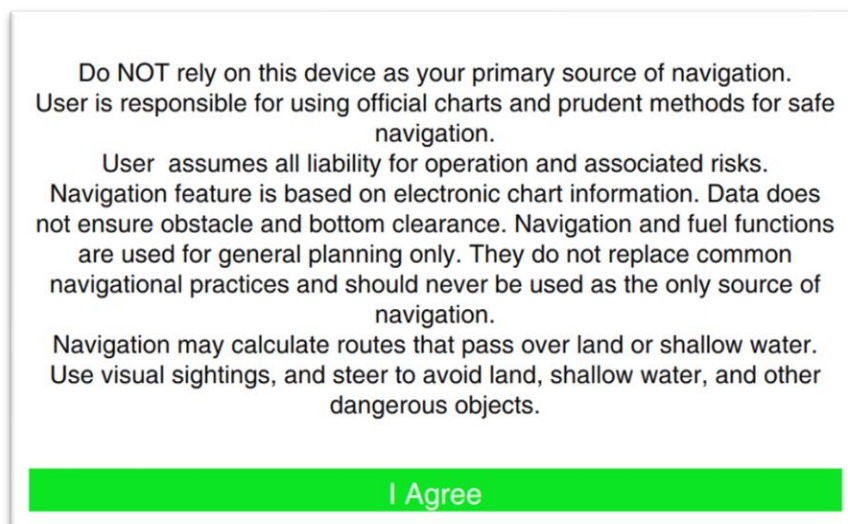 Do NOT rely on this device as your primary source of navigation.
User is responsible for using official charts and prudent methods for safe
navigation.
User  assumes all liability for operation and associated risks.
Navigation feature is based on electronic chart information. Data does
not ensure obstacle and bottom clearance. Navigation and fuel functions
are used for general planning only. They do not replace common
navigational practices and should never be used as the only source of
navigation.
Navigation may calculate routes that pass over land or shallow water.
Use visual sightings, and steer to avoid land, shallow water, and other
dangerous objects.
I Agree